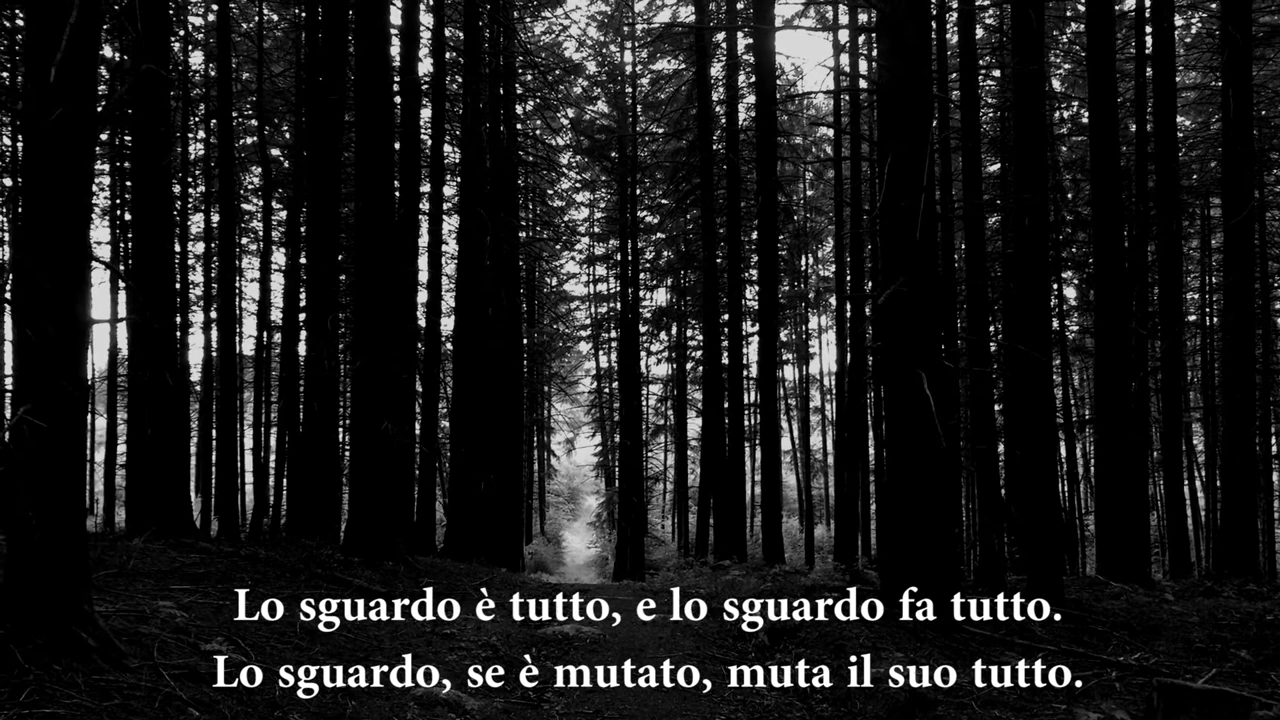 Lo sguardo è tutto, e lo sguardo fa tutto.
Lo sguardo, se è mutato, muta il suo tutto.